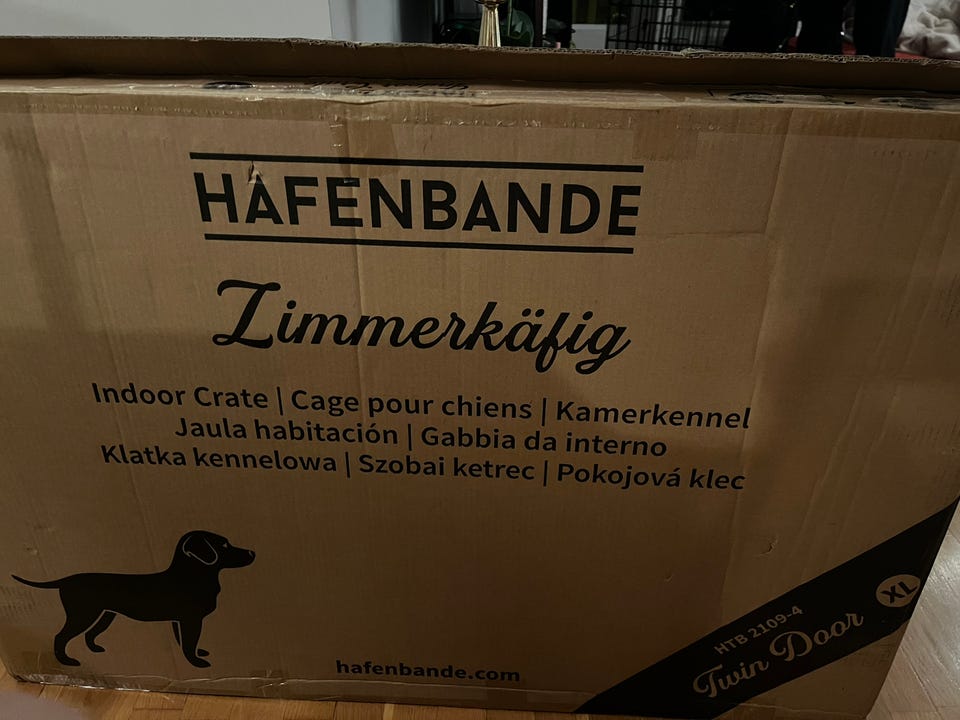 HAFENBANDE
Zimmerkäfig
Indoor Crate | Cage pour chiens | Kamerkennel
Jaula habitación | Gabbia da interno
Klatka kennelowa | Szobai ketrec | Pokojová klec
hafenbande.com
HTB 2109-4
Twin Door
XL